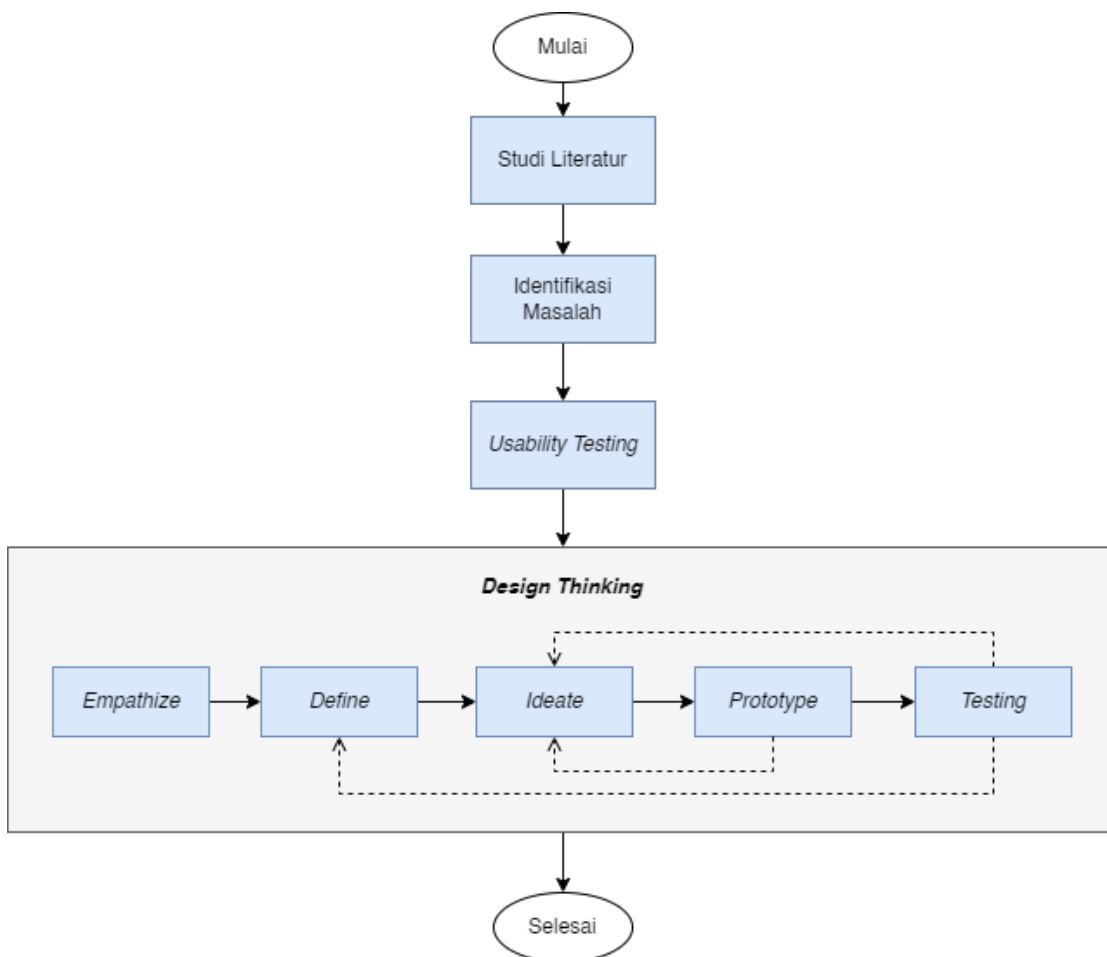 Mulai
Studi Literatur
Identifikasi
Masalah
Usability Testing
Design Thinking
Empathize
Define
Ideate
Prototype
Testing
Selesai